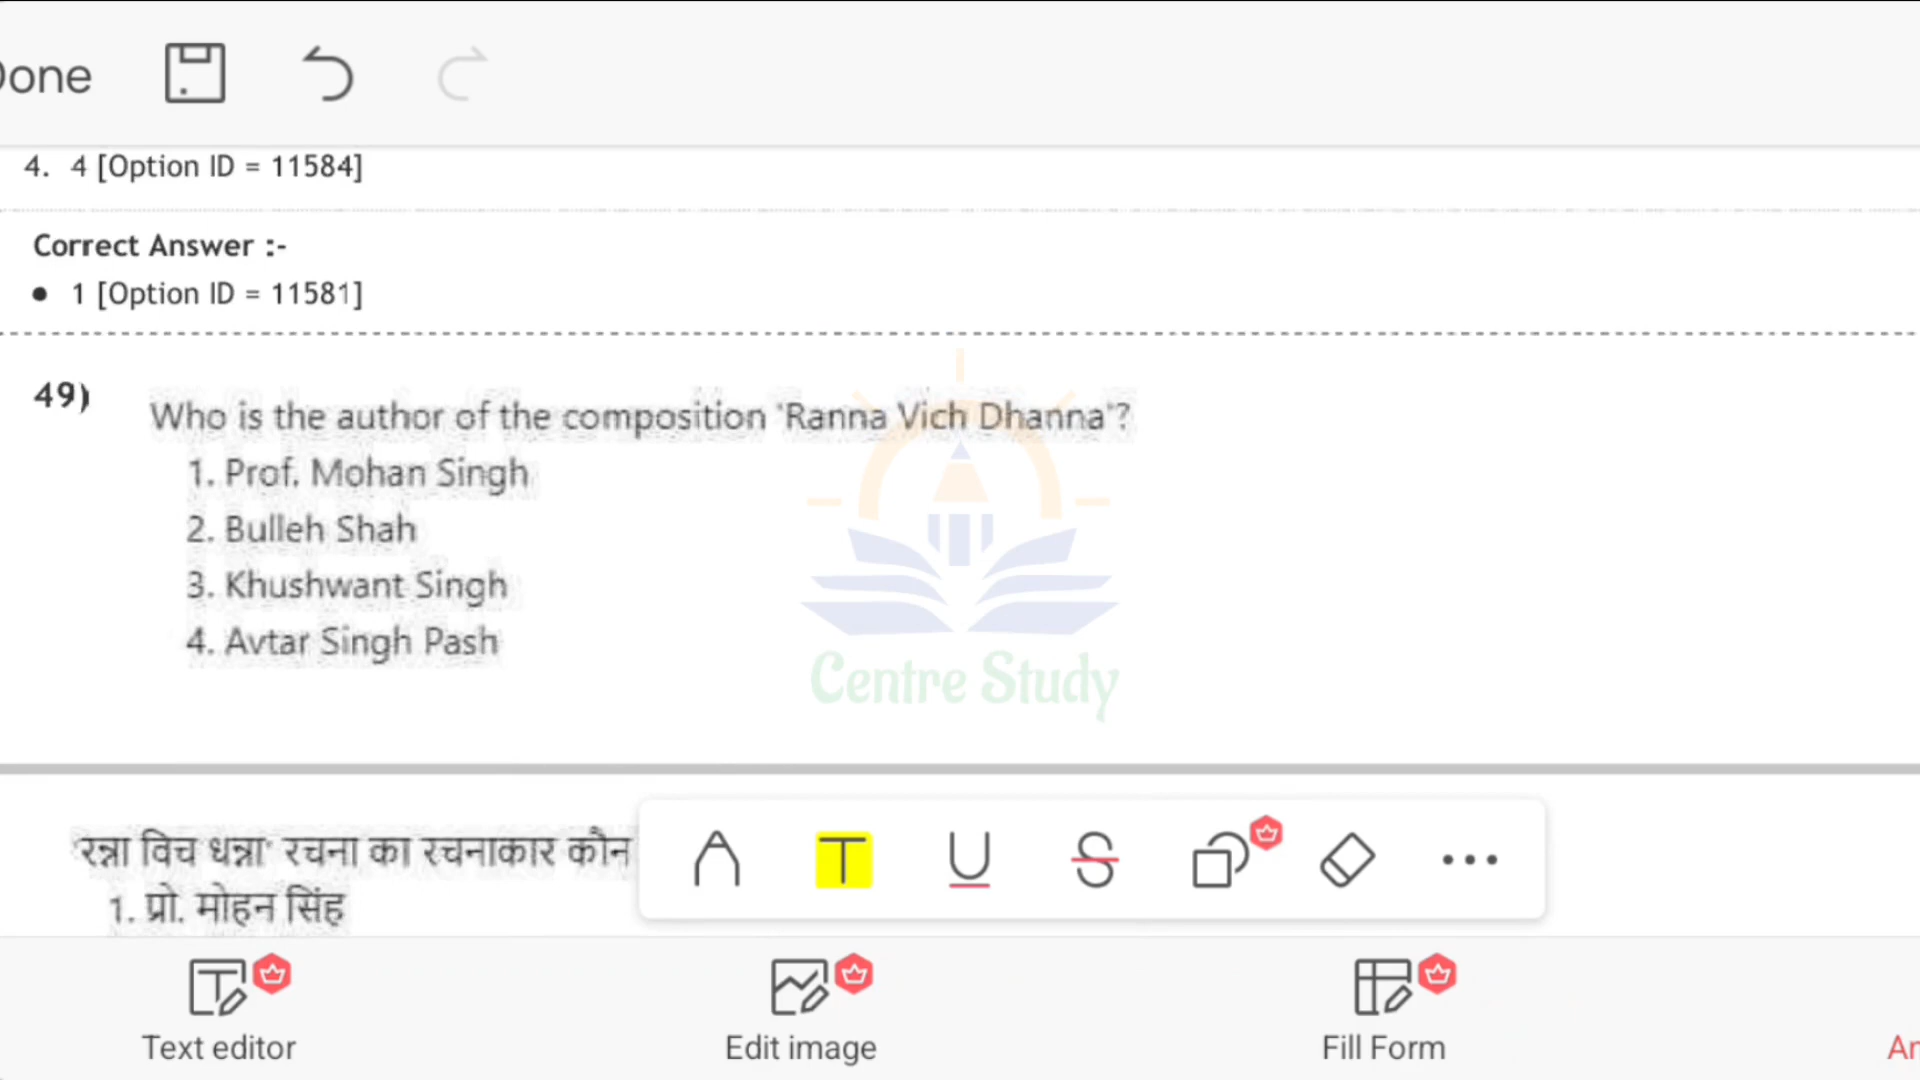 Done
4. 4 [Option ID = 11584]
Correct Answer :-
• 1 [Option ID = 11581]
49)
Who is the author of the composition 'Ranna Vich Dhanna'?
1. Prof. Mohan Singh
2. Bulleh Shah
3. Khushwant Singh
4. Avtar Singh Pash
Centre Study
'रन्ना विच धन्ना' रचना का रचनाकार कौन
1. प्रो. मोहन सिंह
Text editor
Edit image
Fill Form